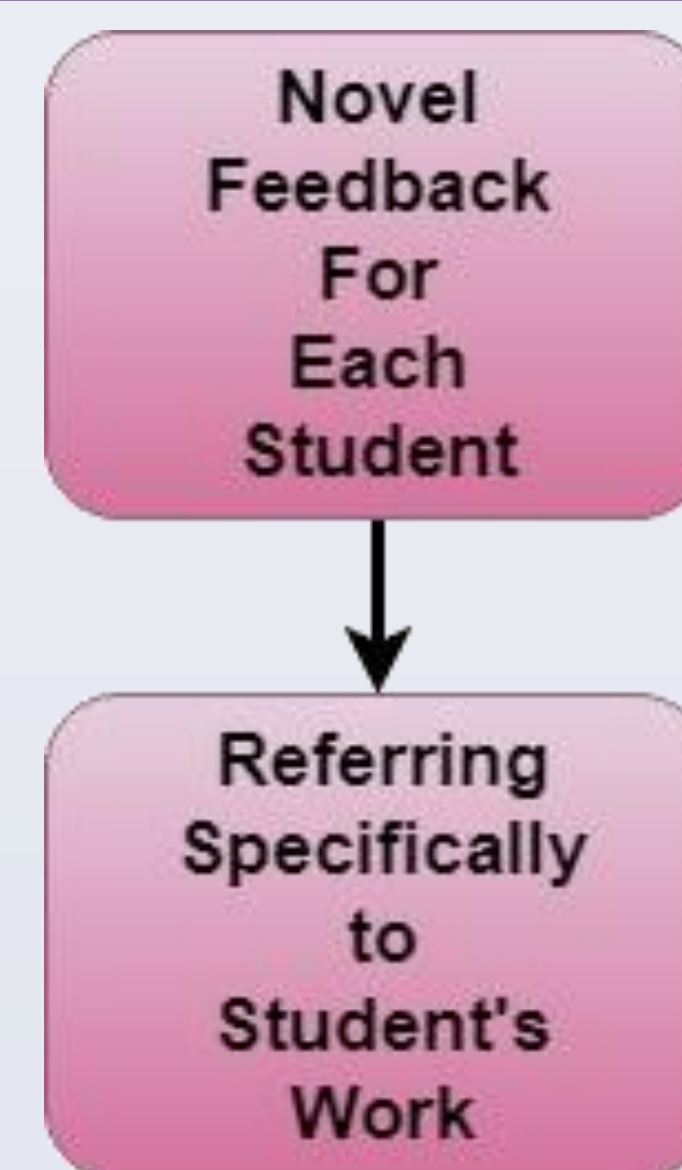 Novel
Feedback
For
Each
Student
Referring
Specifically
to
Student's
Work